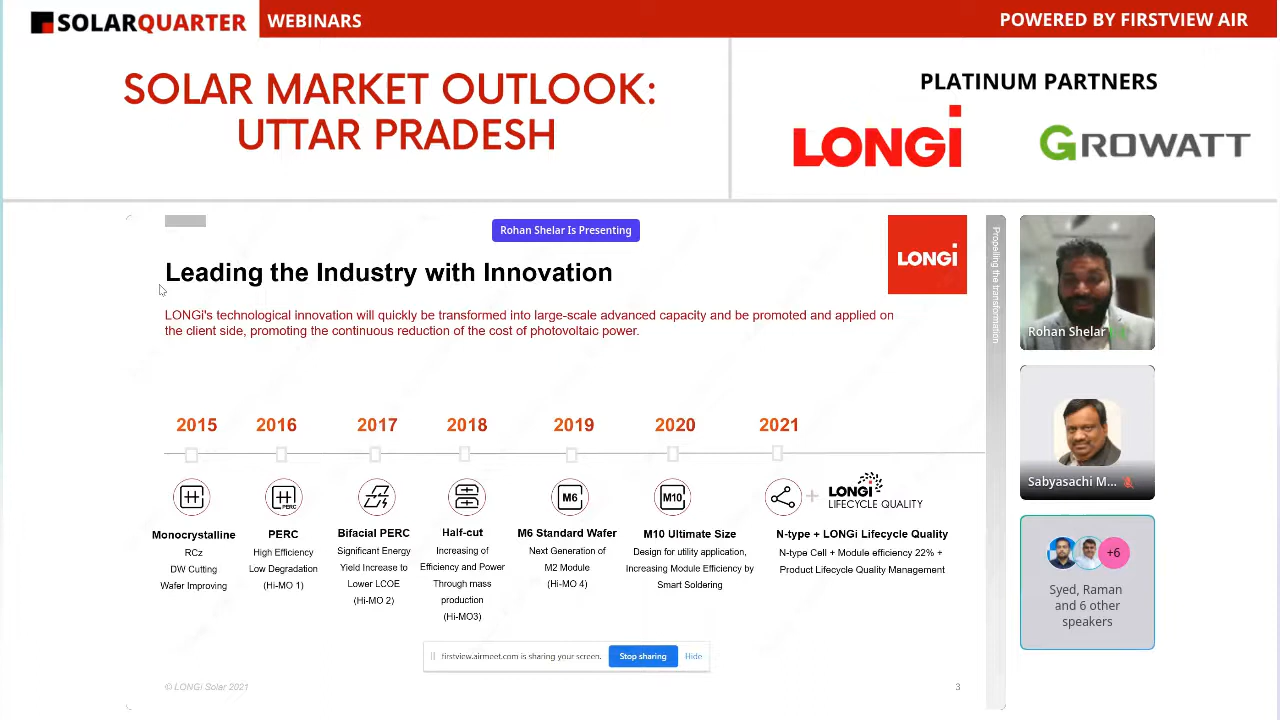 SOLARQUARTER WEBINARS
POWERED BY FIRSTVIEW AIR
SOLAR MARKET OUTLOOK:
UTTAR PRADESH
PLATINUM PARTNERS
LONGi
GROWATT
Rohan Shelar Is Presenting
Leading the Industry with Innovation
LONGi
Propelling the transformation
LONGi's technological innovation will quickly be transformed into large-scale advanced capacity and be promoted and applied on
the client side, promoting the continuous reduction of the cost of photovoltaic power.
2015
2016
2017
2018
2019
2020
2021
PERC
M6
M10
+
LONGi
LIFECYCLE QUALITY
Monocrystalline
RCz
DW Cutting
Wafer Improving
PERC
High Efficiency
Low Degradation
(Hi-MO 1)
Bifacial PERC
Significant Energy
Yield Increase to
Lower LCOE
(Hi-MO 2)
Half-cut
Increasing of
Efficiency and Power
Through mass
production
(Hi-MO3)
M6 Standard Wafer
Next Generation of
M2 Module
(Hi-MO 4)
M10 Ultimate Size
Design for utility application,
Increasing Module Efficiency by
Smart Soldering
N-type + LONGi Lifecycle Quality
N-type Cell + Module efficiency 22% +
Product Lifecycle Quality Management
firstview.airmeet.com is sharing your screen.
Stop sharing
Hide
© LONGi Solar 2021
3
Rohan Shelar
Sabyasachi M...
+6
Syed, Raman
and 6 other
speakers